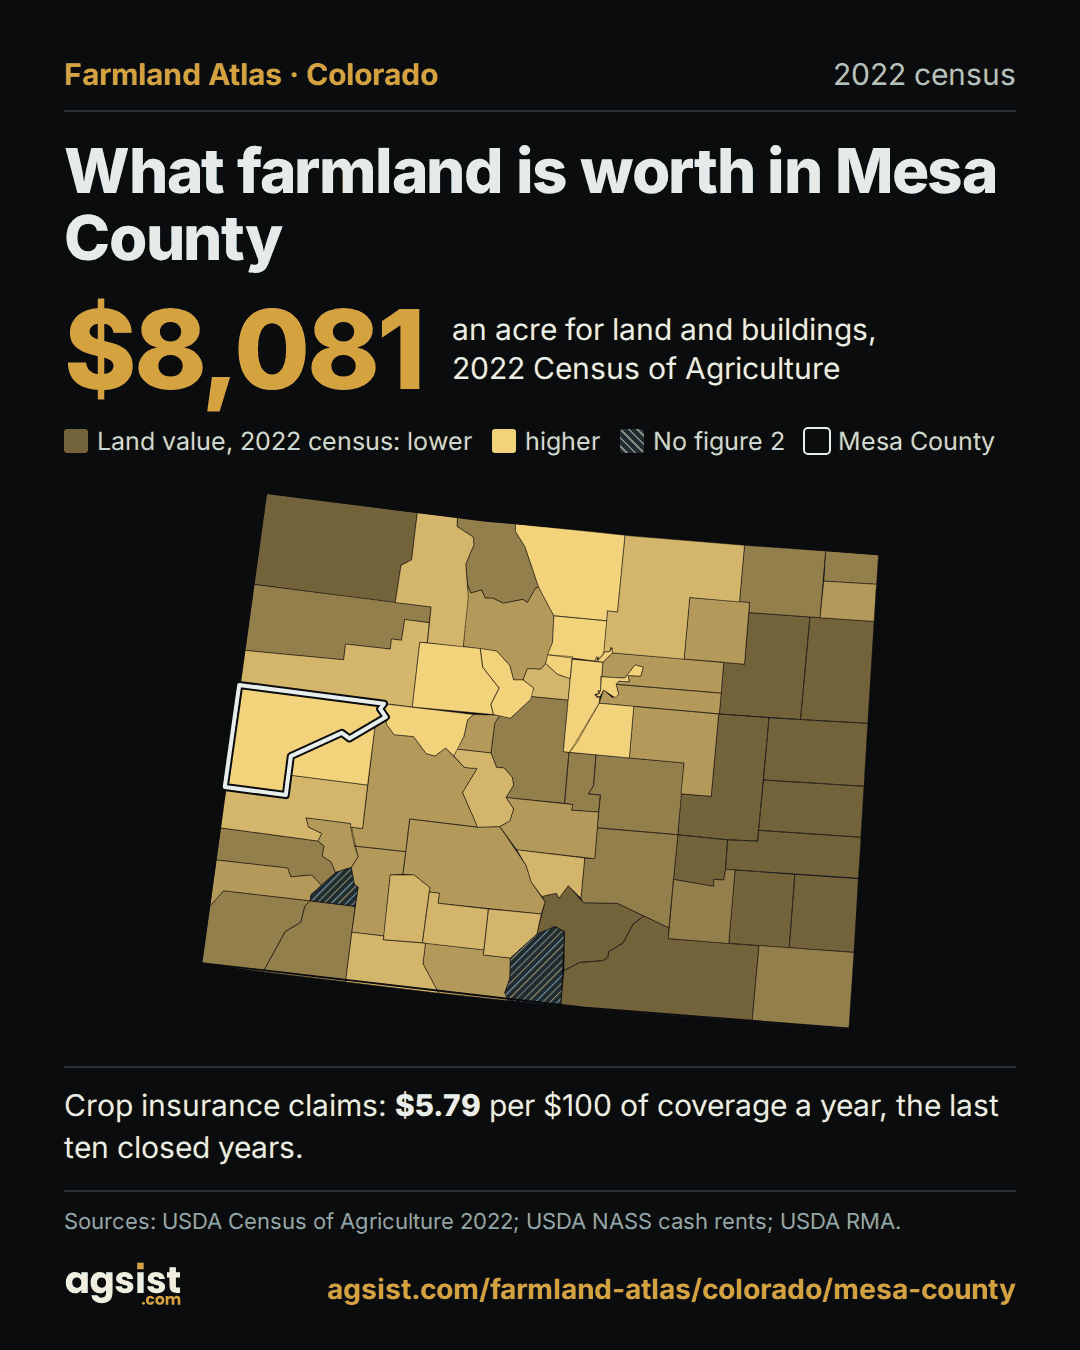 Farmland Atlas · Colorado
2022 census
What farmland is worth in Mesa
County
$8,081
an acre for land and buildings,
2022 Census of Agriculture
Land value, 2022 census: lower
higher
No figure 2
Mesa County
Crop insurance claims: $5.79 per $100 of coverage a year, the last
ten closed years.
Sources: USDA Census of Agriculture 2022; USDA NASS cash rents; USDA RMA.
agsist
.com
agsist.com/farmland-atlas/colorado/mesa-county